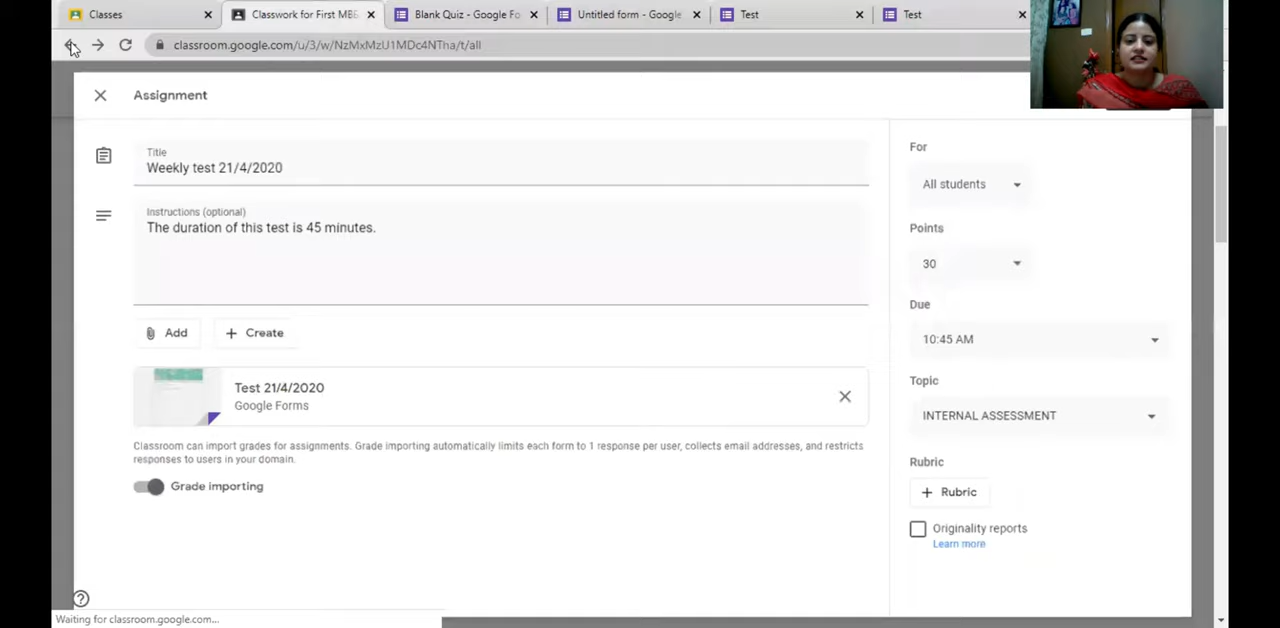 Classes
Classwork for First MBE
Blank Quiz - Google Fo
Untitled form - Google
Test
Test
classroom.google.com/u/3/w/NzMxMzU1MDc4NTha/t/all
Assignment
Title
Weekly test 21/4/2020
For
All students
Instructions (optional)
The duration of this test is 45 minutes.
Points
30
Due
10:45 AM
Add
Create
Topic
INTERNAL ASSESSMENT
Test 21/4/2020
Google Forms
Classroom can import grades for assignments. Grade importing automatically limits each form to 1 response per user, collects email addresses, and restricts
responses to users in your domain.
Grade importing
Rubric
+ Rubric
Originality reports
Learn more
Waiting for classroom.google.com...